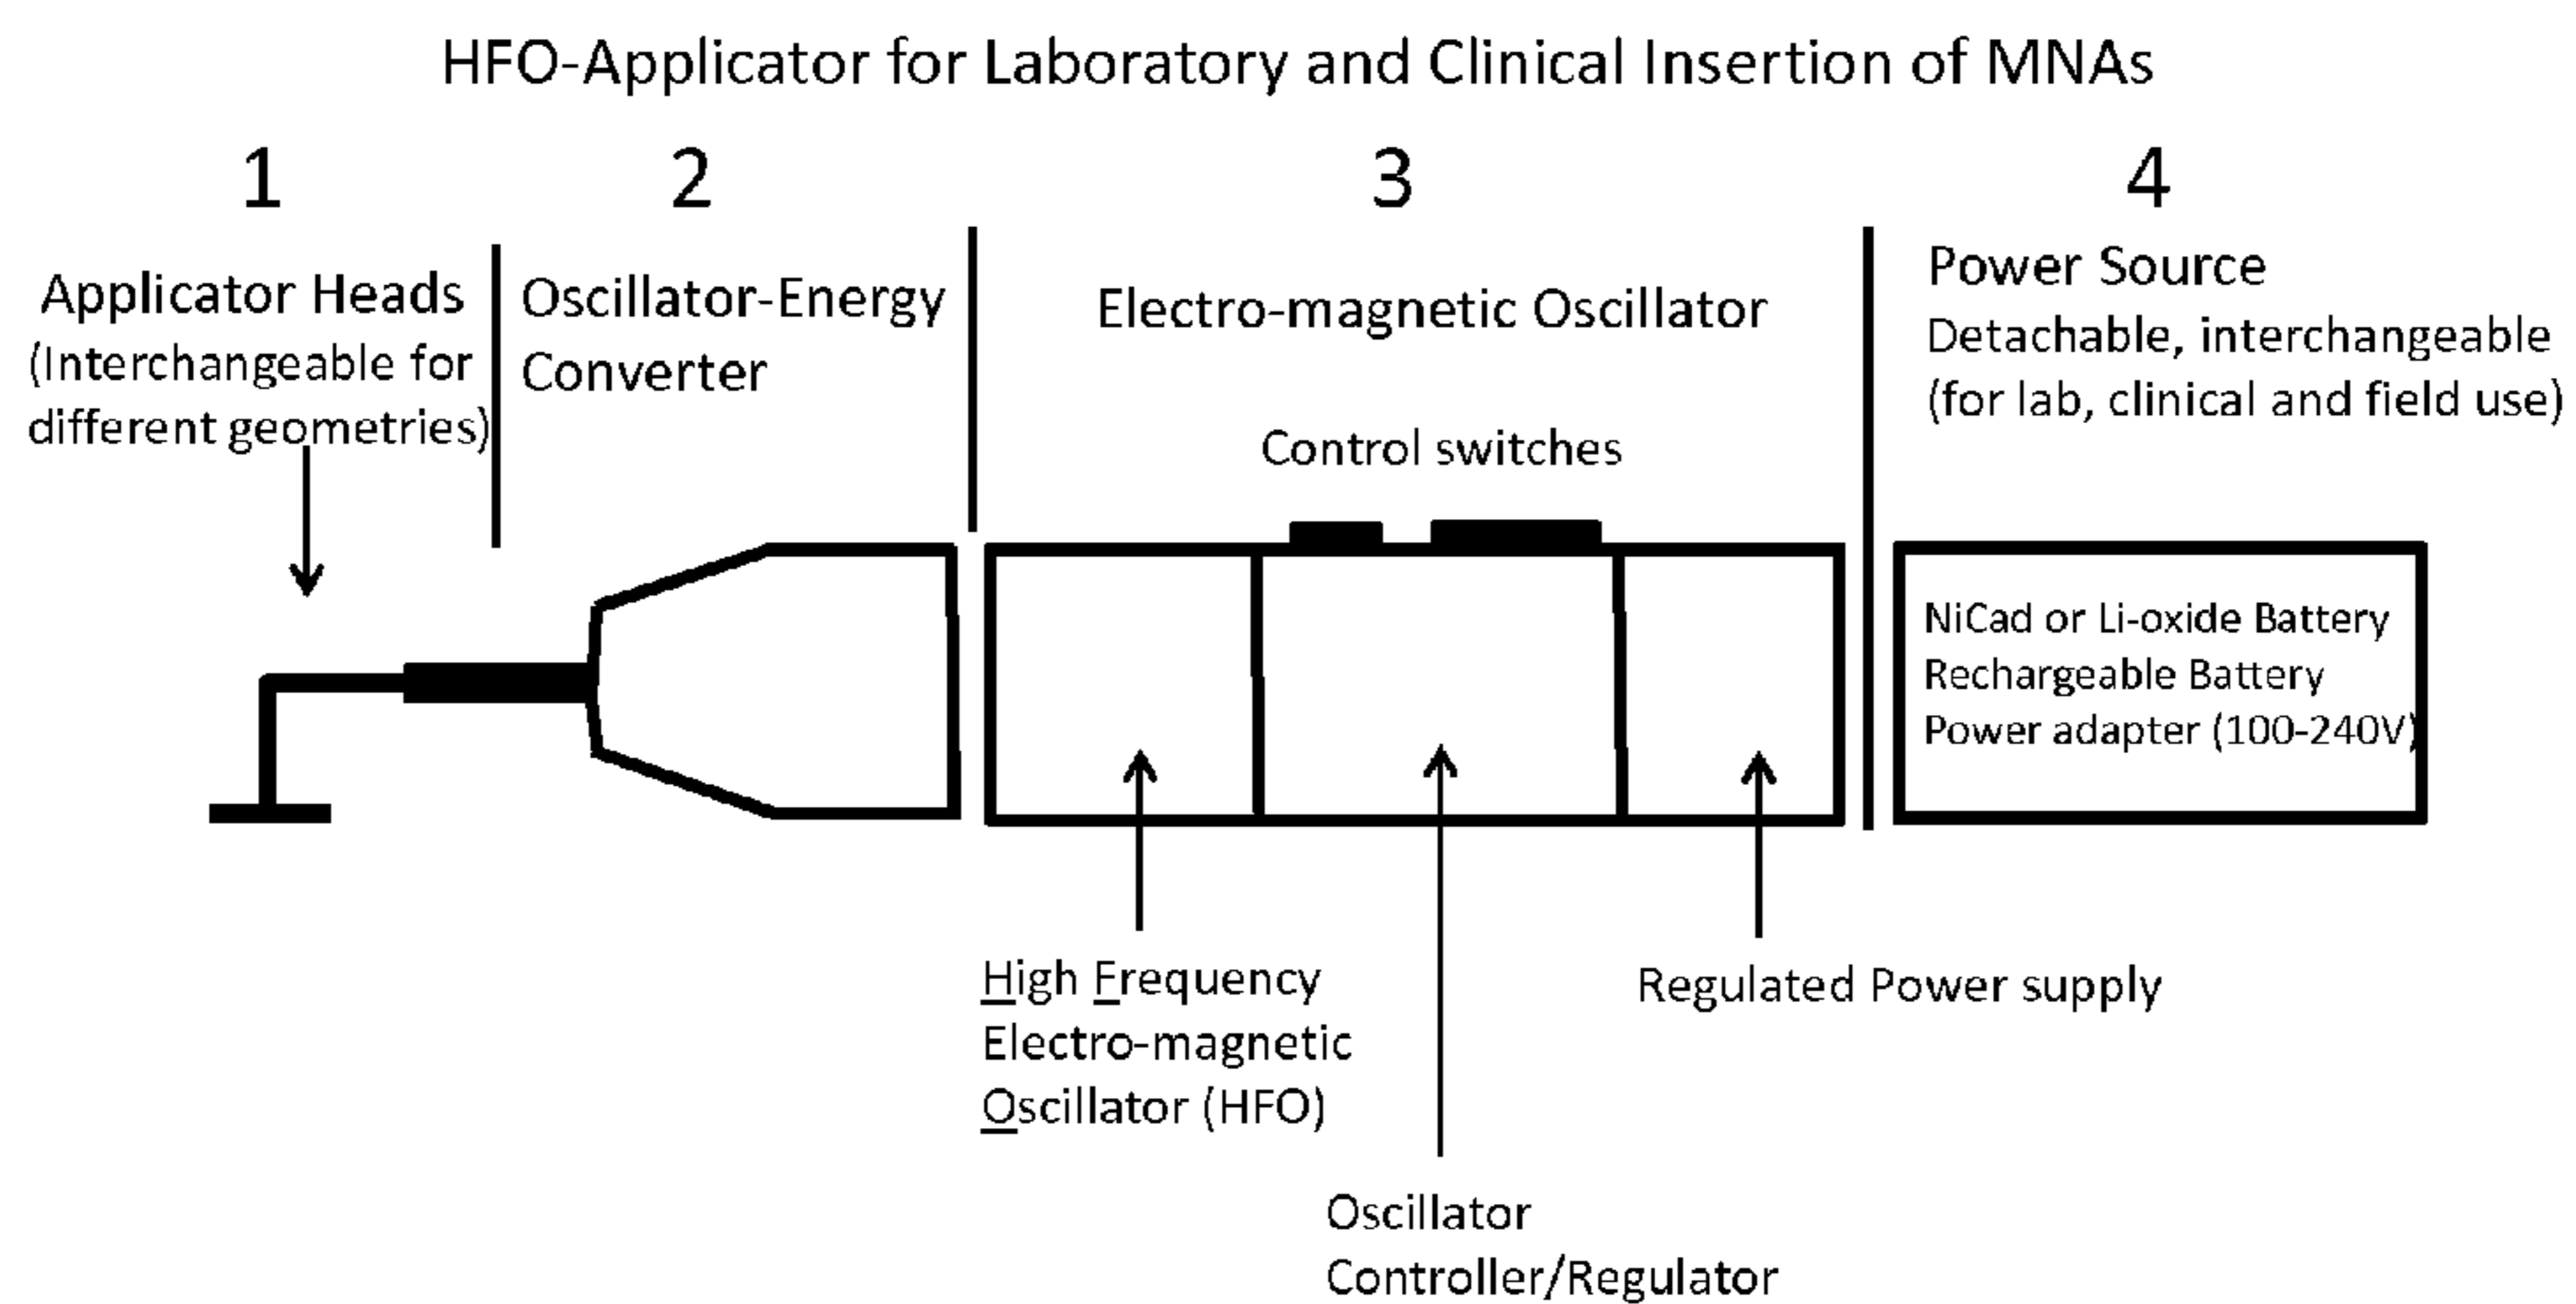 HFO-Applicator for Laboratory and Clinical Insertion of MNAs
1
2
3
4
Applicator Heads
(Interchangeable for
different geometries)
Oscillator-Energy
Converter
Electro-magnetic Oscillator
Control switches
Power Source
Detachable, interchangeable
(for lab, clinical and field use)
NiCad or Li-oxide Battery
Rechargeable Battery
Power adapter (100-240V)
High Frequency
Electro-magnetic
Oscillator (HFO)
Oscillator
Controller/Regulator
Regulated Power supply